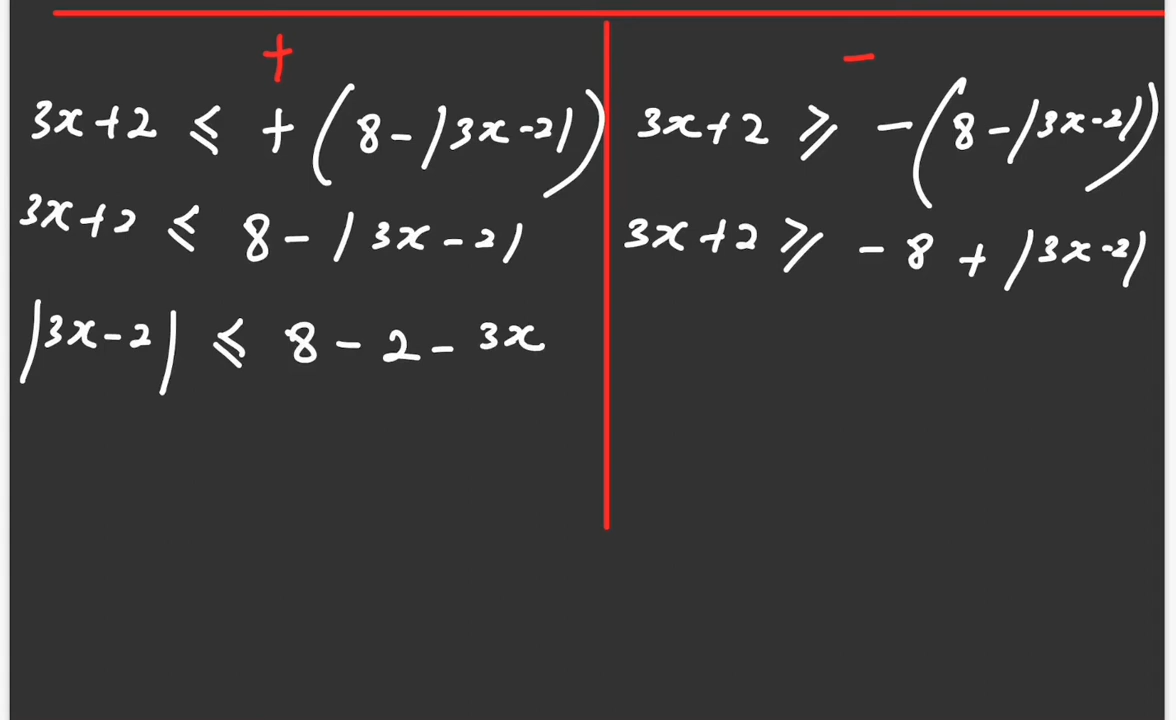 +
3x+2 ⩽ +(8-|3x-2|)
3x+2 ⩽ 8-|3x-2|
|3x-2| ⩽ 8-2-3x
-
3x+2 ⩾ -(8-|3x-2|)
3x+2 ⩾ -8+|3x-2|